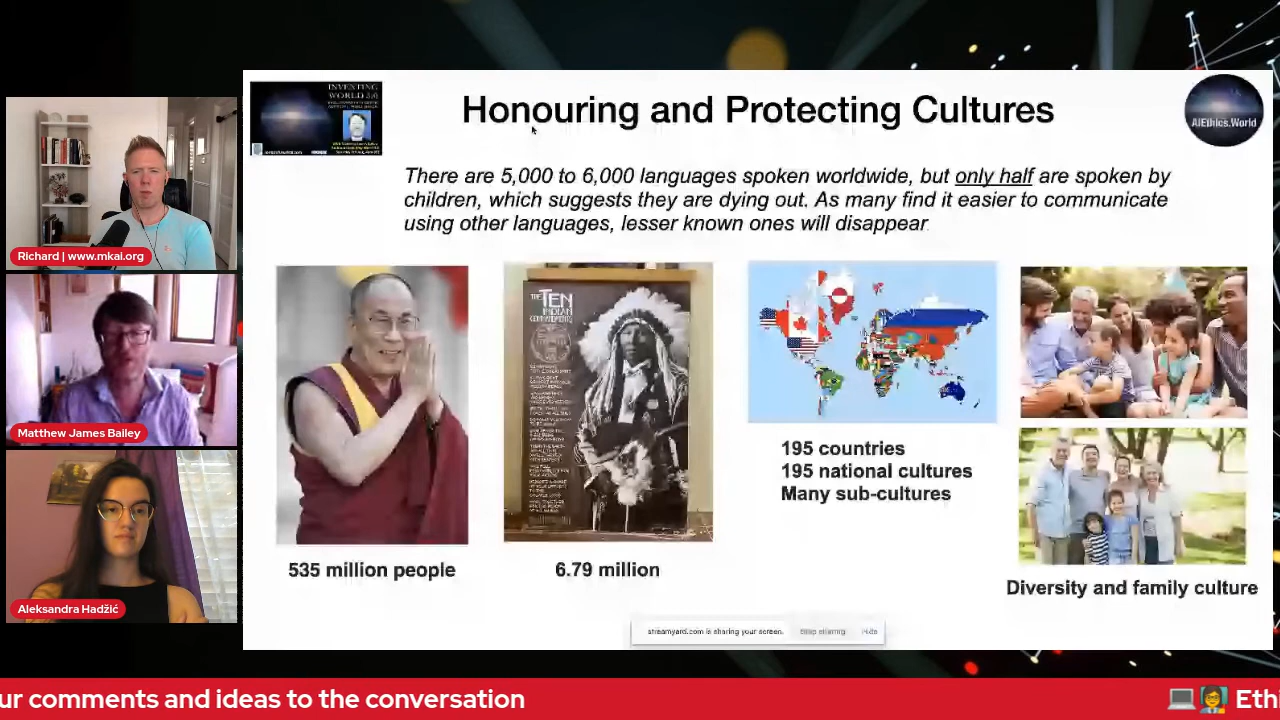 Richard | www.mkai.org
Matthew James Bailey
Aleksandra Hadžić
INVESTING
WORLD 3.0
Honouring and Protecting Cultures
AIEthics.World
There are 5,000 to 6,000 languages spoken worldwide, but only half are spoken by
children, which suggests they are dying out. As many find it easier to communicate
using other languages, lesser known ones will disappear
THE TEN
INDIAN
COMMANDMENTS
535 million people
6.79 million
195 countries
195 national cultures
Many sub-cultures
Diversity and family culture
streamyard.com is sharing your screen.
Stop sharing
Hide
ur comments and ideas to the conversation
💻 👩‍🏫 Ethi